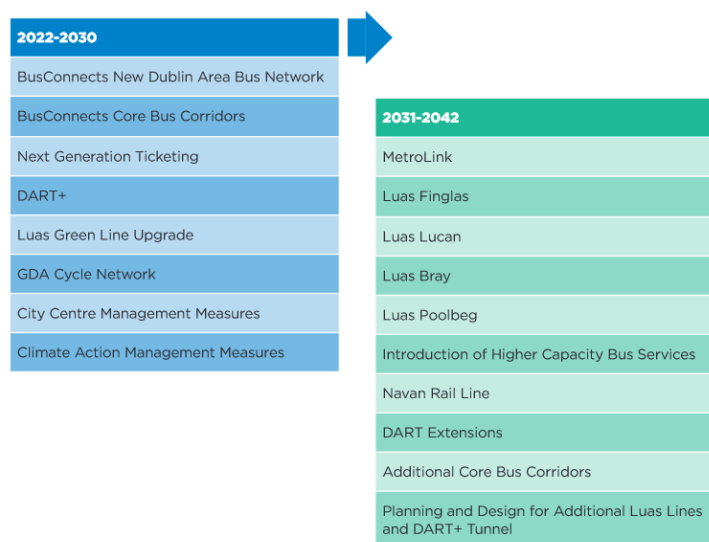 2022-2030
BusConnects New Dublin Area Bus Network
BusConnects Core Bus Corridors
Next Generation Ticketing
DART+
Luas Green Line Upgrade
GDA Cycle Network
City Centre Management Measures
Climate Action Management Measures
2031-2042
MetroLink
Luas Finglas
Luas Lucan
Luas Bray
Luas Poolbeg
Introduction of Higher Capacity Bus Services
Navan Rail Line
DART Extensions
Additional Core Bus Corridors
Planning and Design for Additional Luas Lines
and DART+ Tunnel